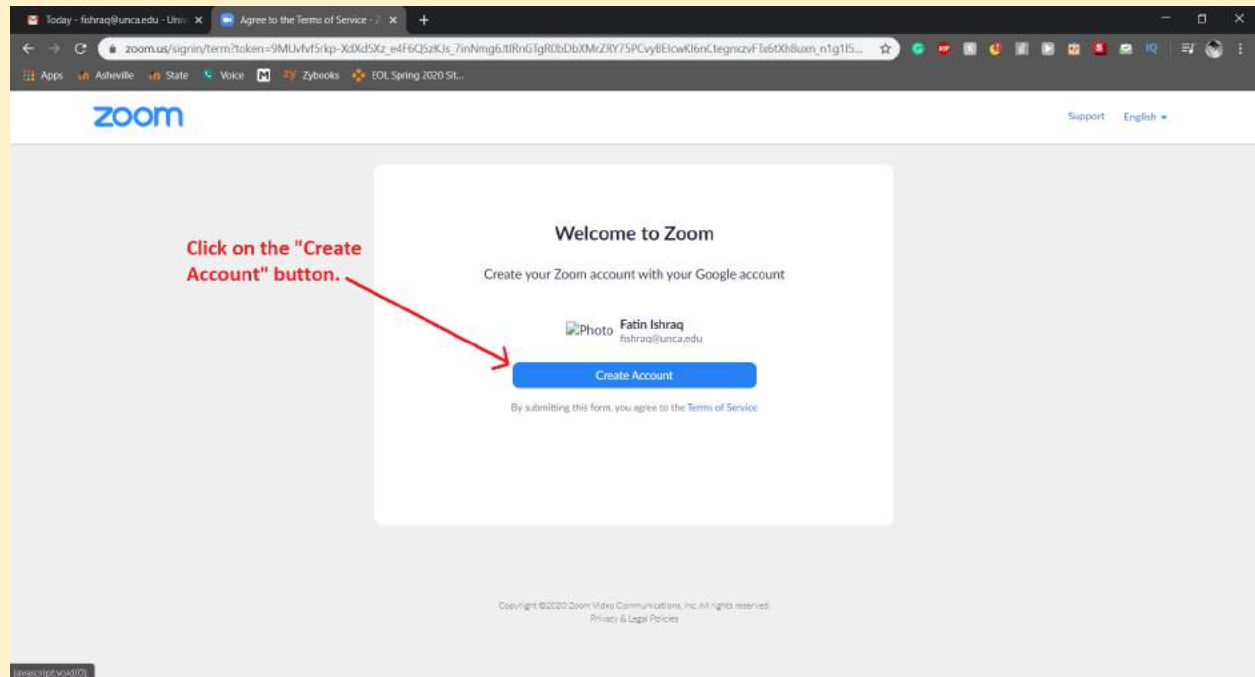 Today - fishraq@unca.edu - Univ
Agree to the Terms of Service - Z
zoom.us/signin/term?token=
Apps
Asheville
State
Voice
M
Zybooks
EOL Spring 2020 Sit...
zoom
Support
English
Welcome to Zoom
Click on the "Create
Account" button.
Create your Zoom account with your Google account
Photo
Fatin Ishraq
fishraq@unca.edu
Create Account
By submitting this form, you agree to the Terms of Service
Copyright ©2020 Zoom Video Communications, Inc. All rights reserved.
Privacy & Legal Policies
javascript:void(0);